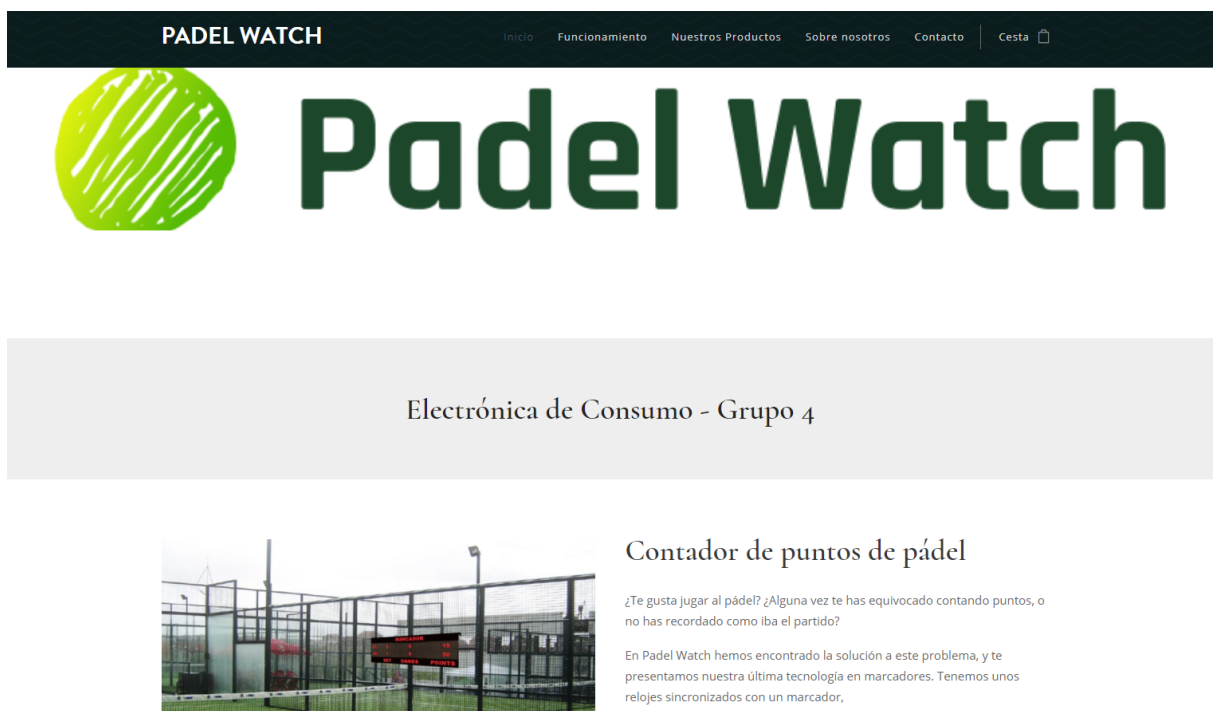 PADEL WATCH
Inicio Funcionamiento Nuestros Productos Sobre nosotros Contacto Cesta
Padel Watch
Electrónica de Consumo - Grupo 4
Contador de puntos de pádel
¿Te gusta jugar al pádel? ¿Alguna vez te has equivocado contando puntos, o
no has recordado como iba el partido?
En Padel Watch hemos encontrado la solución a este problema, y te
presentamos nuestra última tecnología en marcadores. Tenemos unos
relojes sincronizados con un marcador,
MARCADOR
15
30
SET GAMES POINTS